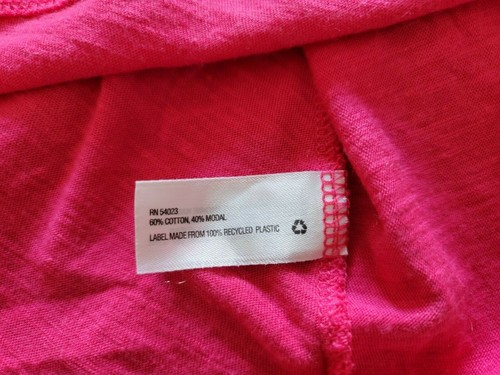 RN 54023
60% COTTON, 40% MODAL
LABEL MADE FROM 100% RECYCLED PLASTIC